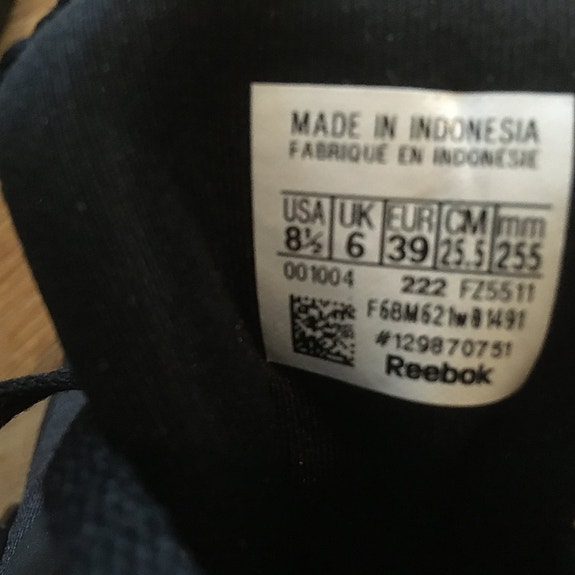 MADE IN INDONESIA
FABRIQUÉ EN INDONÉSIE
USA UK EUR CM mm
8½ 6 39 25.5 255
001004 222 FZ5511
F68M621w01491
#129870751
Reebok